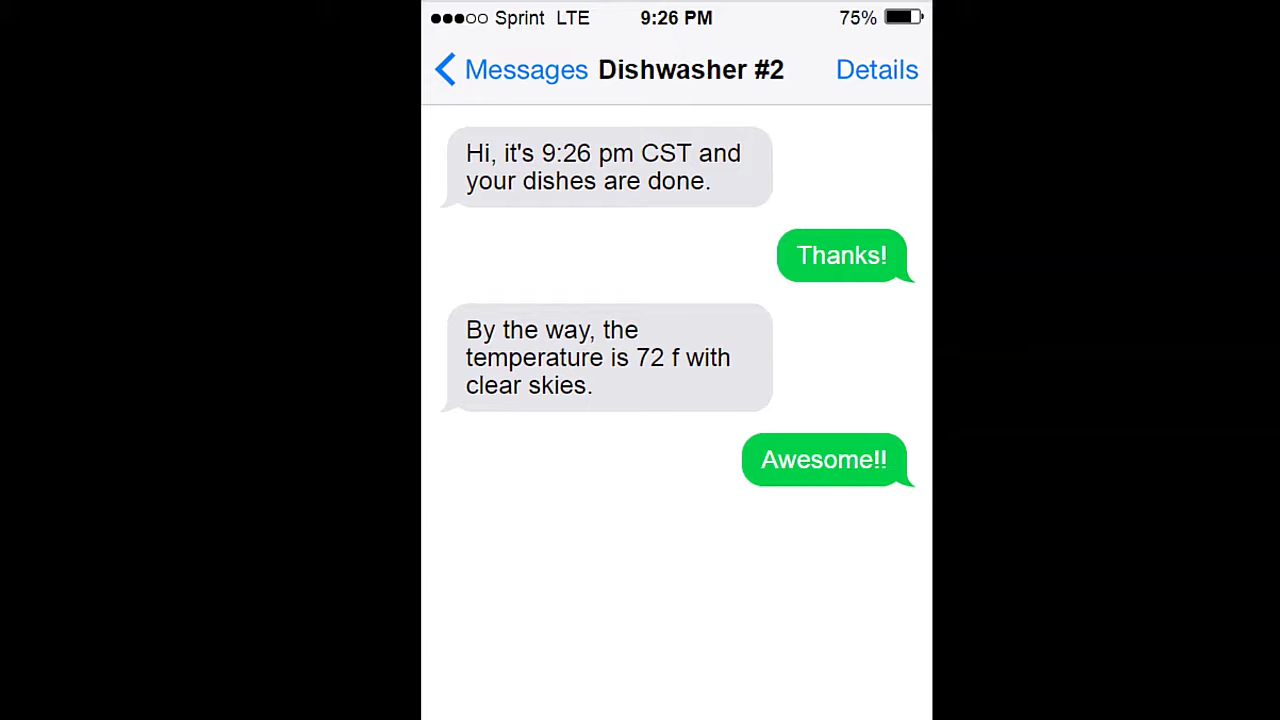 Sprint LTE 9:26 PM 75%
Messages Dishwasher #2 Details
Hi, it's 9:26 pm CST and
your dishes are done.
Thanks!
By the way, the
temperature is 72 f with
clear skies.
Awesome!!